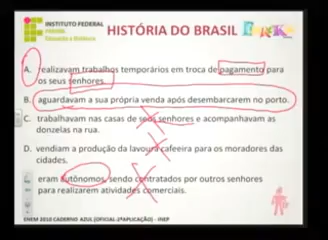 INSTITUTO FEDERAL
PARANÁ
Educação a Distância
HISTÓRIA DO BRASIL
A. realizavam trabalhos temporários em troca de pagamento para
os seus senhores.
B. aguardavam a sua própria venda após desembarcarem no porto.
C. trabalhavam nas casas de seus senhores e acompanhavam as
donzelas na rua.
D. vendiam a produção da lavoura cafeeira para os moradores das
cidades.
eram autônomos, sendo contratados por outros senhores
para realizarem atividades comerciais.
ENEM 2010 CADERNO AZUL (OFICIAL 2ªAPLICAÇÃO) - INEP